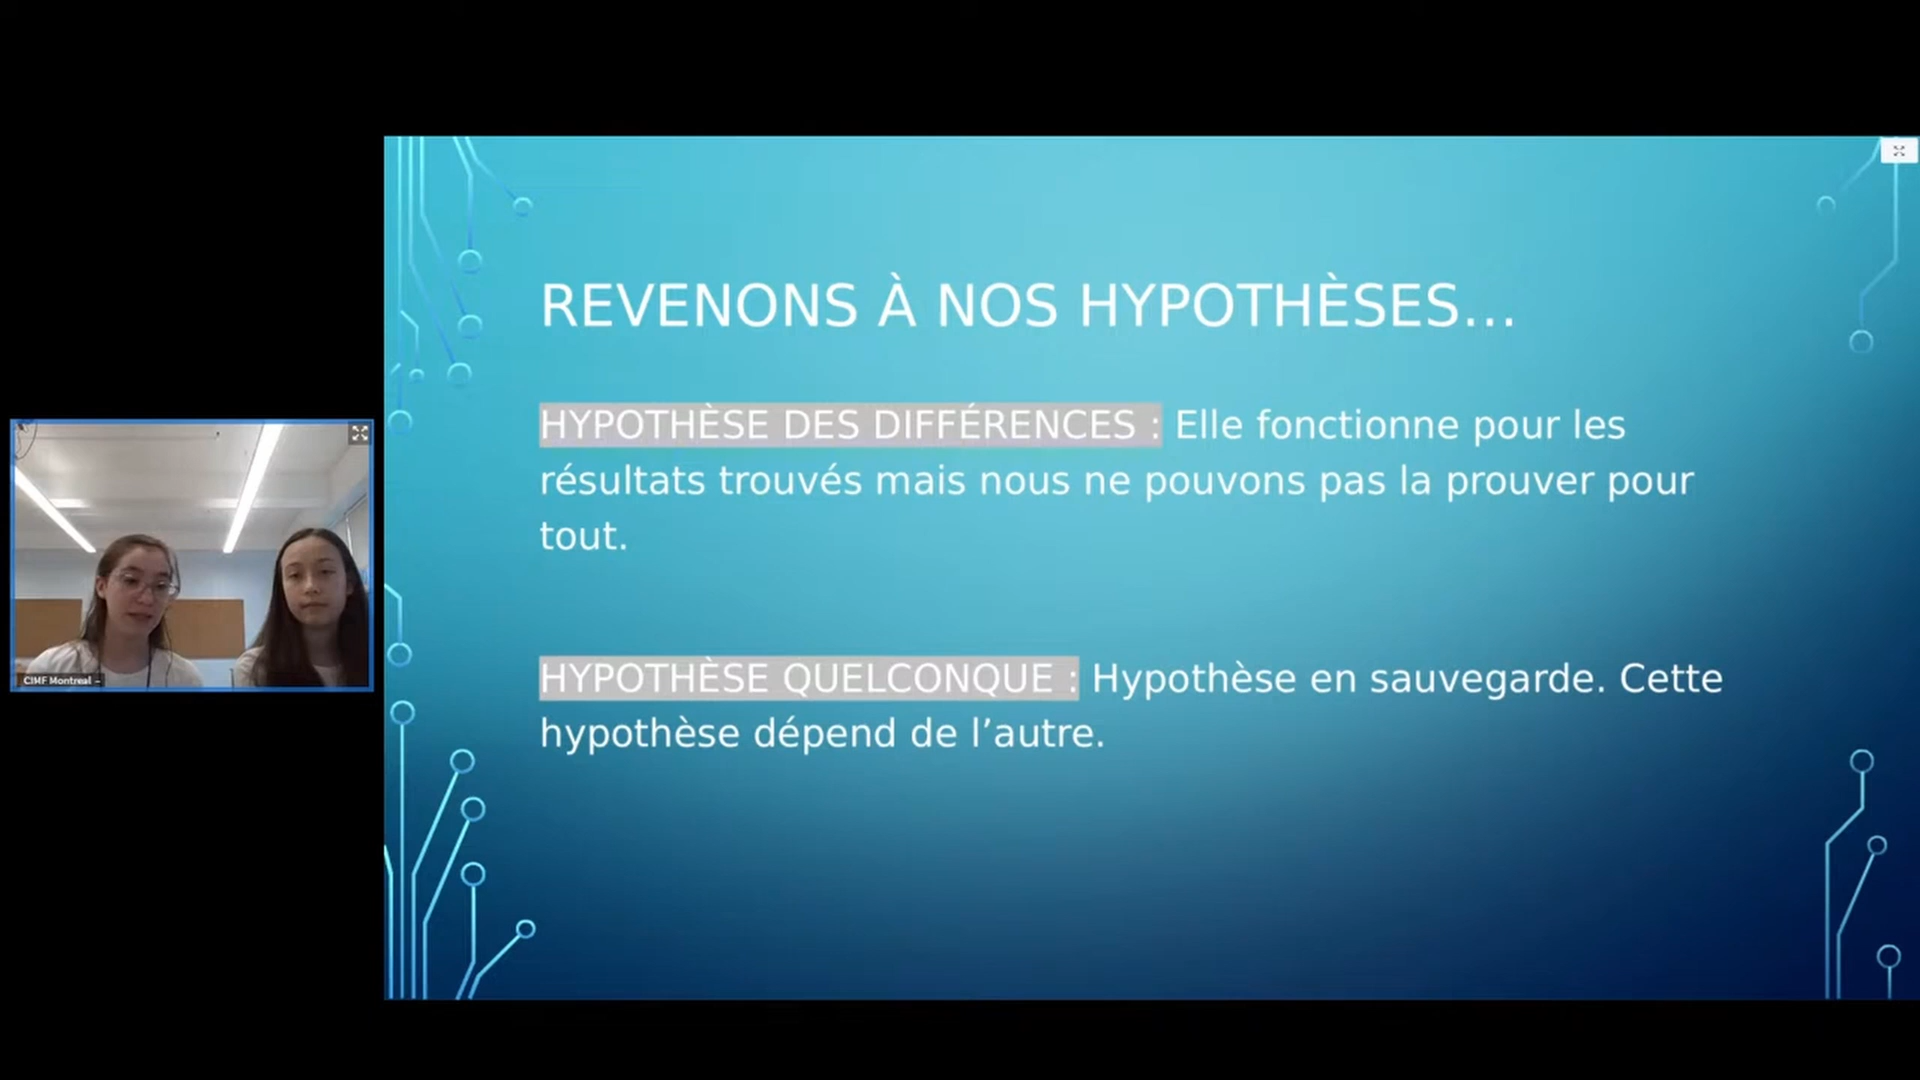 REVENONS À NOS HYPOTHÈSES...
HYPOTHÈSE DES DIFFÉRENCES : Elle fonctionne pour les
résultats trouvés mais nous ne pouvons pas la prouver pour
tout.
HYPOTHÈSE QUELCONQUE : Hypothèse en sauvegarde. Cette
hypothèse dépend de l’autre.
CIMF Montreal –